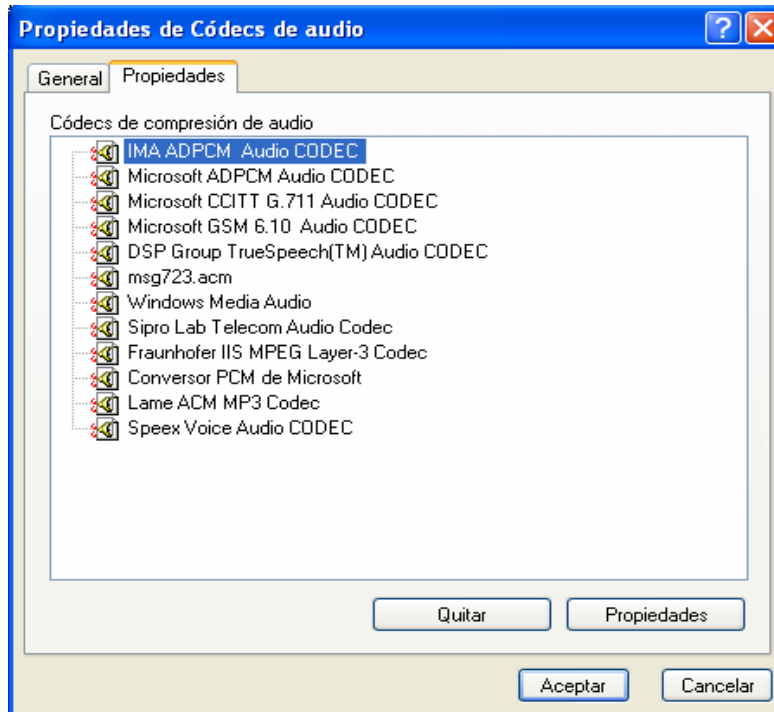 Propiedades de Códecs de audio
General
Propiedades
Códecs de compresión de audio
IMA ADPCM Audio CODEC
Microsoft ADPCM Audio CODEC
Microsoft CCITT G.711 Audio CODEC
Microsoft GSM 6.10 Audio CODEC
DSP Group TrueSpeech(TM) Audio CODEC
msg723.acm
Windows Media Audio
Sipro Lab Telecom Audio Codec
Fraunhofer IIS MPEG Layer-3 Codec
Conversor PCM de Microsoft
Lame ACM MP3 Codec
Speex Voice Audio CODEC
Quitar
Propiedades
Aceptar
Cancelar